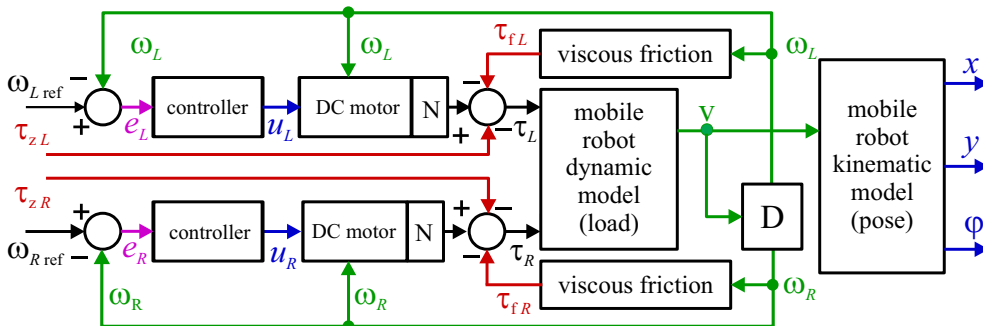 τf L
viscous friction
ωL
ωL
ωL
ωL ref
−
+
eL
controller
uL
DC motor
N
+
−
−
τL
mobile robot dynamic model (load)
v
mobile robot kinematic model (pose)
x
y
φ
τz L
τz R
D
ωR ref
+
−
eR
controller
uR
DC motor
N
+
−
−
τR
ωR
ωR
τf R
viscous friction
ωR